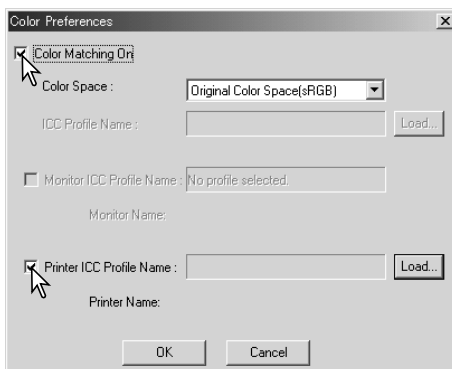 Color Preferences
Color Matching On
Color Space :
Original Color Space(sRGB)
ICC Profile Name :
Load...
Monitor ICC Profile Name :
No profile selected.
Monitor Name:
Printer ICC Profile Name :
Load...
Printer Name:
OK
Cancel